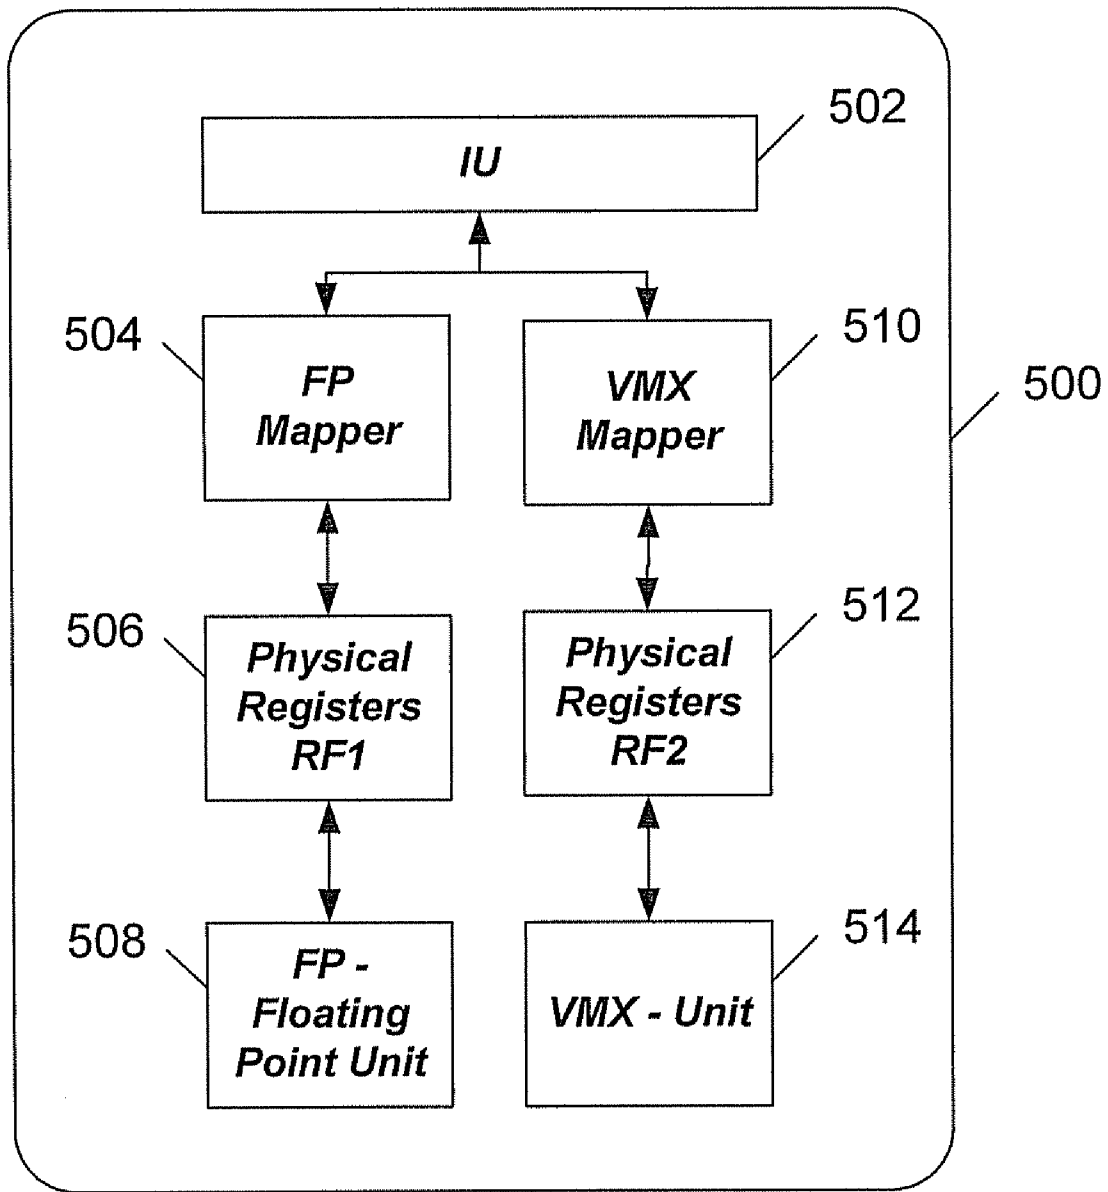 502
IU
504
FP
Mapper
510
VMX
Mapper
500
506
Physical
Registers
RF1
512
Physical
Registers
RF2
508
FP -
Floating
Point Unit
514
VMX - Unit